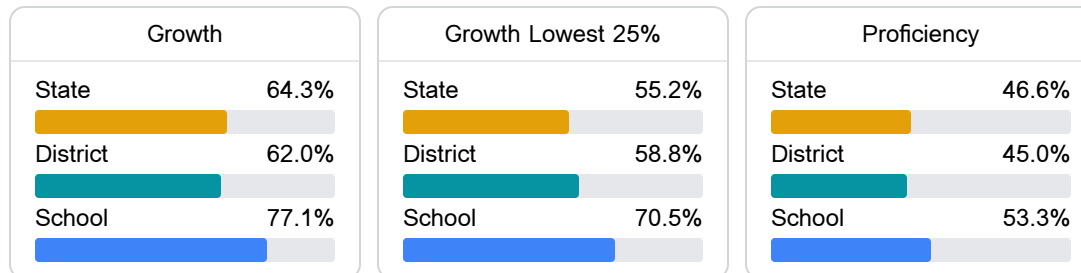 Growth
State 64.3%
District 62.0%
School 77.1%
Growth Lowest 25%
State 55.2%
District 58.8%
School 70.5%
Proficiency
State 46.6%
District 45.0%
School 53.3%